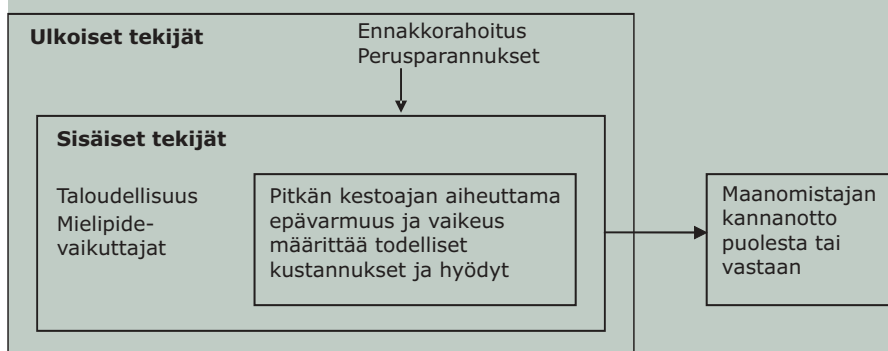 Ulkoiset tekijät
Ennakkorahoitus
Perusparannukset
Sisäiset tekijät
Taloudellisuus
Mielipide-
vaikuttajat
Pitkän kestoajan aiheuttama
epävarmuus ja vaikeus
määrittää todelliset
kustannukset ja hyödyt
Maanomistajan
kannanotto
puolesta tai
vastaan